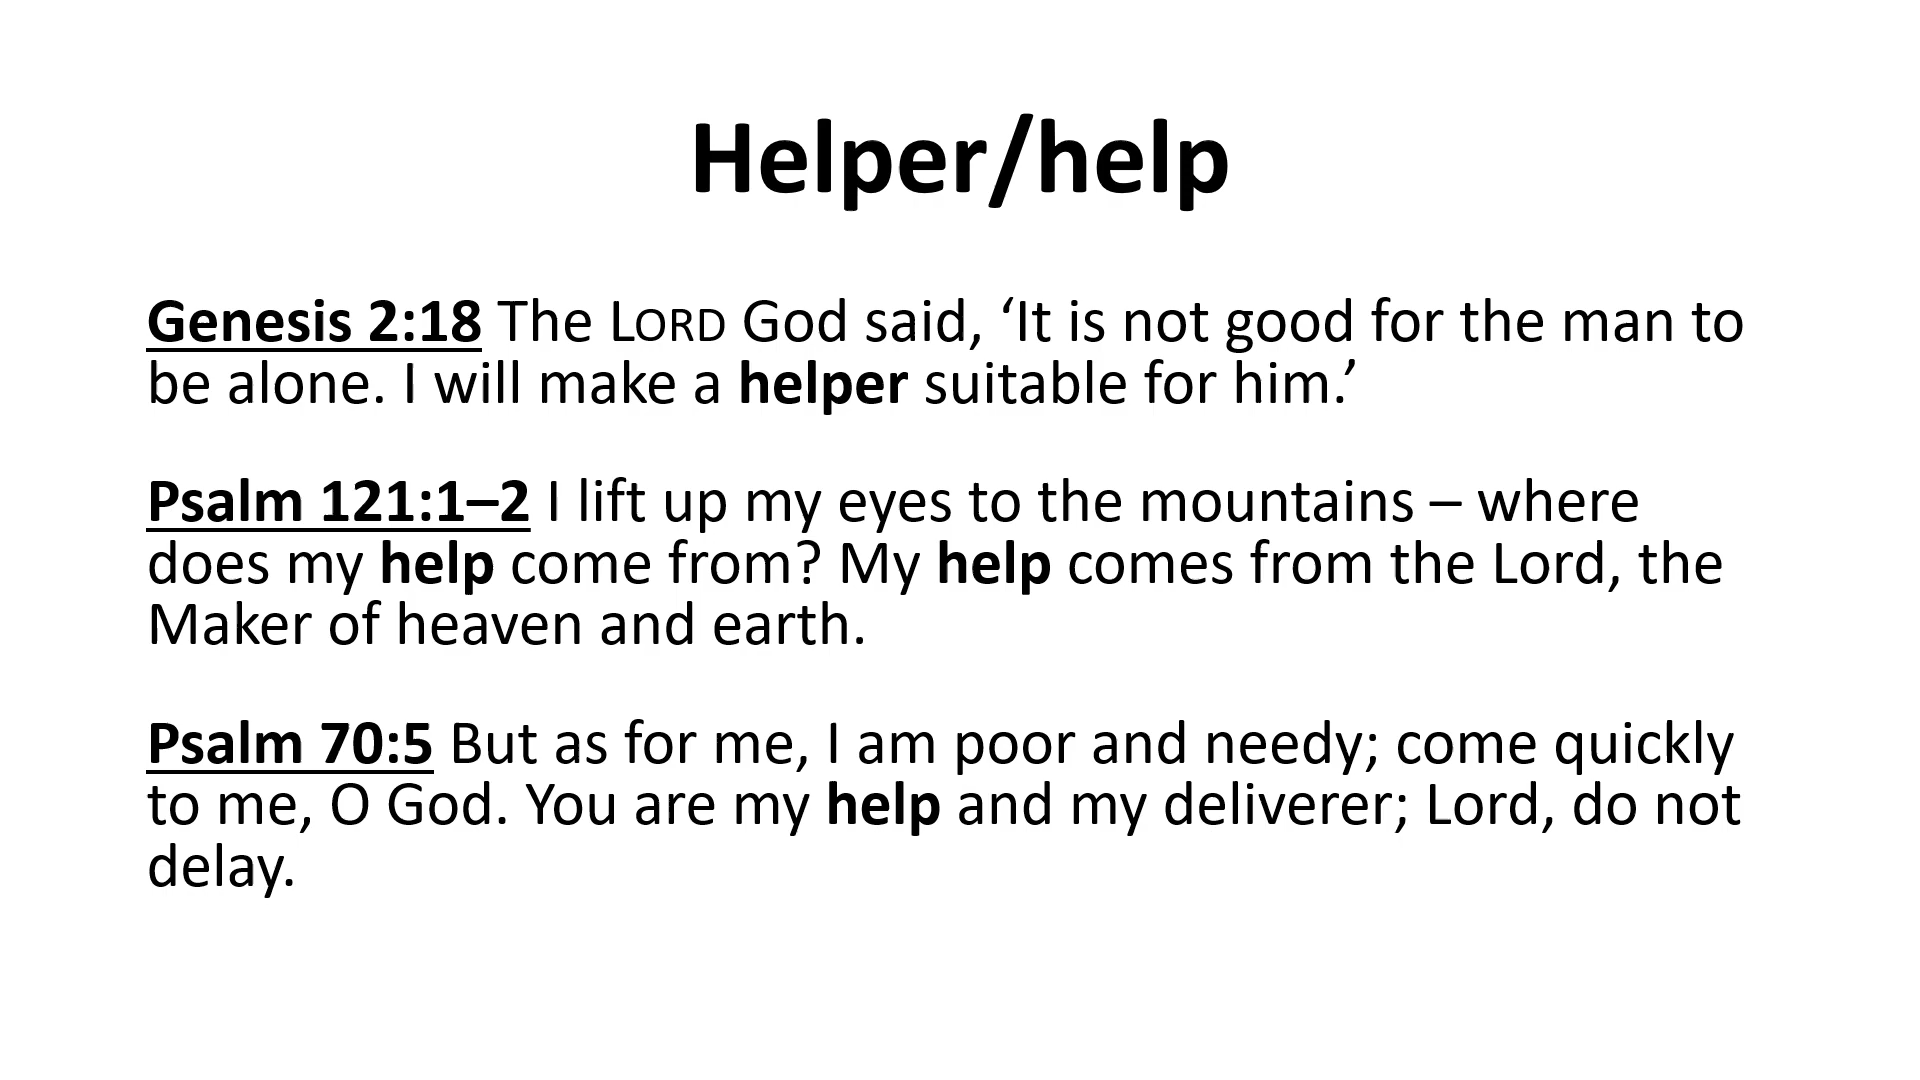 Helper/help
Genesis 2:18 The LORD God said, ‘It is not good for the man to
be alone. I will make a helper suitable for him.’
Psalm 121:1–2 I lift up my eyes to the mountains – where
does my help come from? My help comes from the Lord, the
Maker of heaven and earth.
Psalm 70:5 But as for me, I am poor and needy; come quickly
to me, O God. You are my help and my deliverer; Lord, do not
delay.